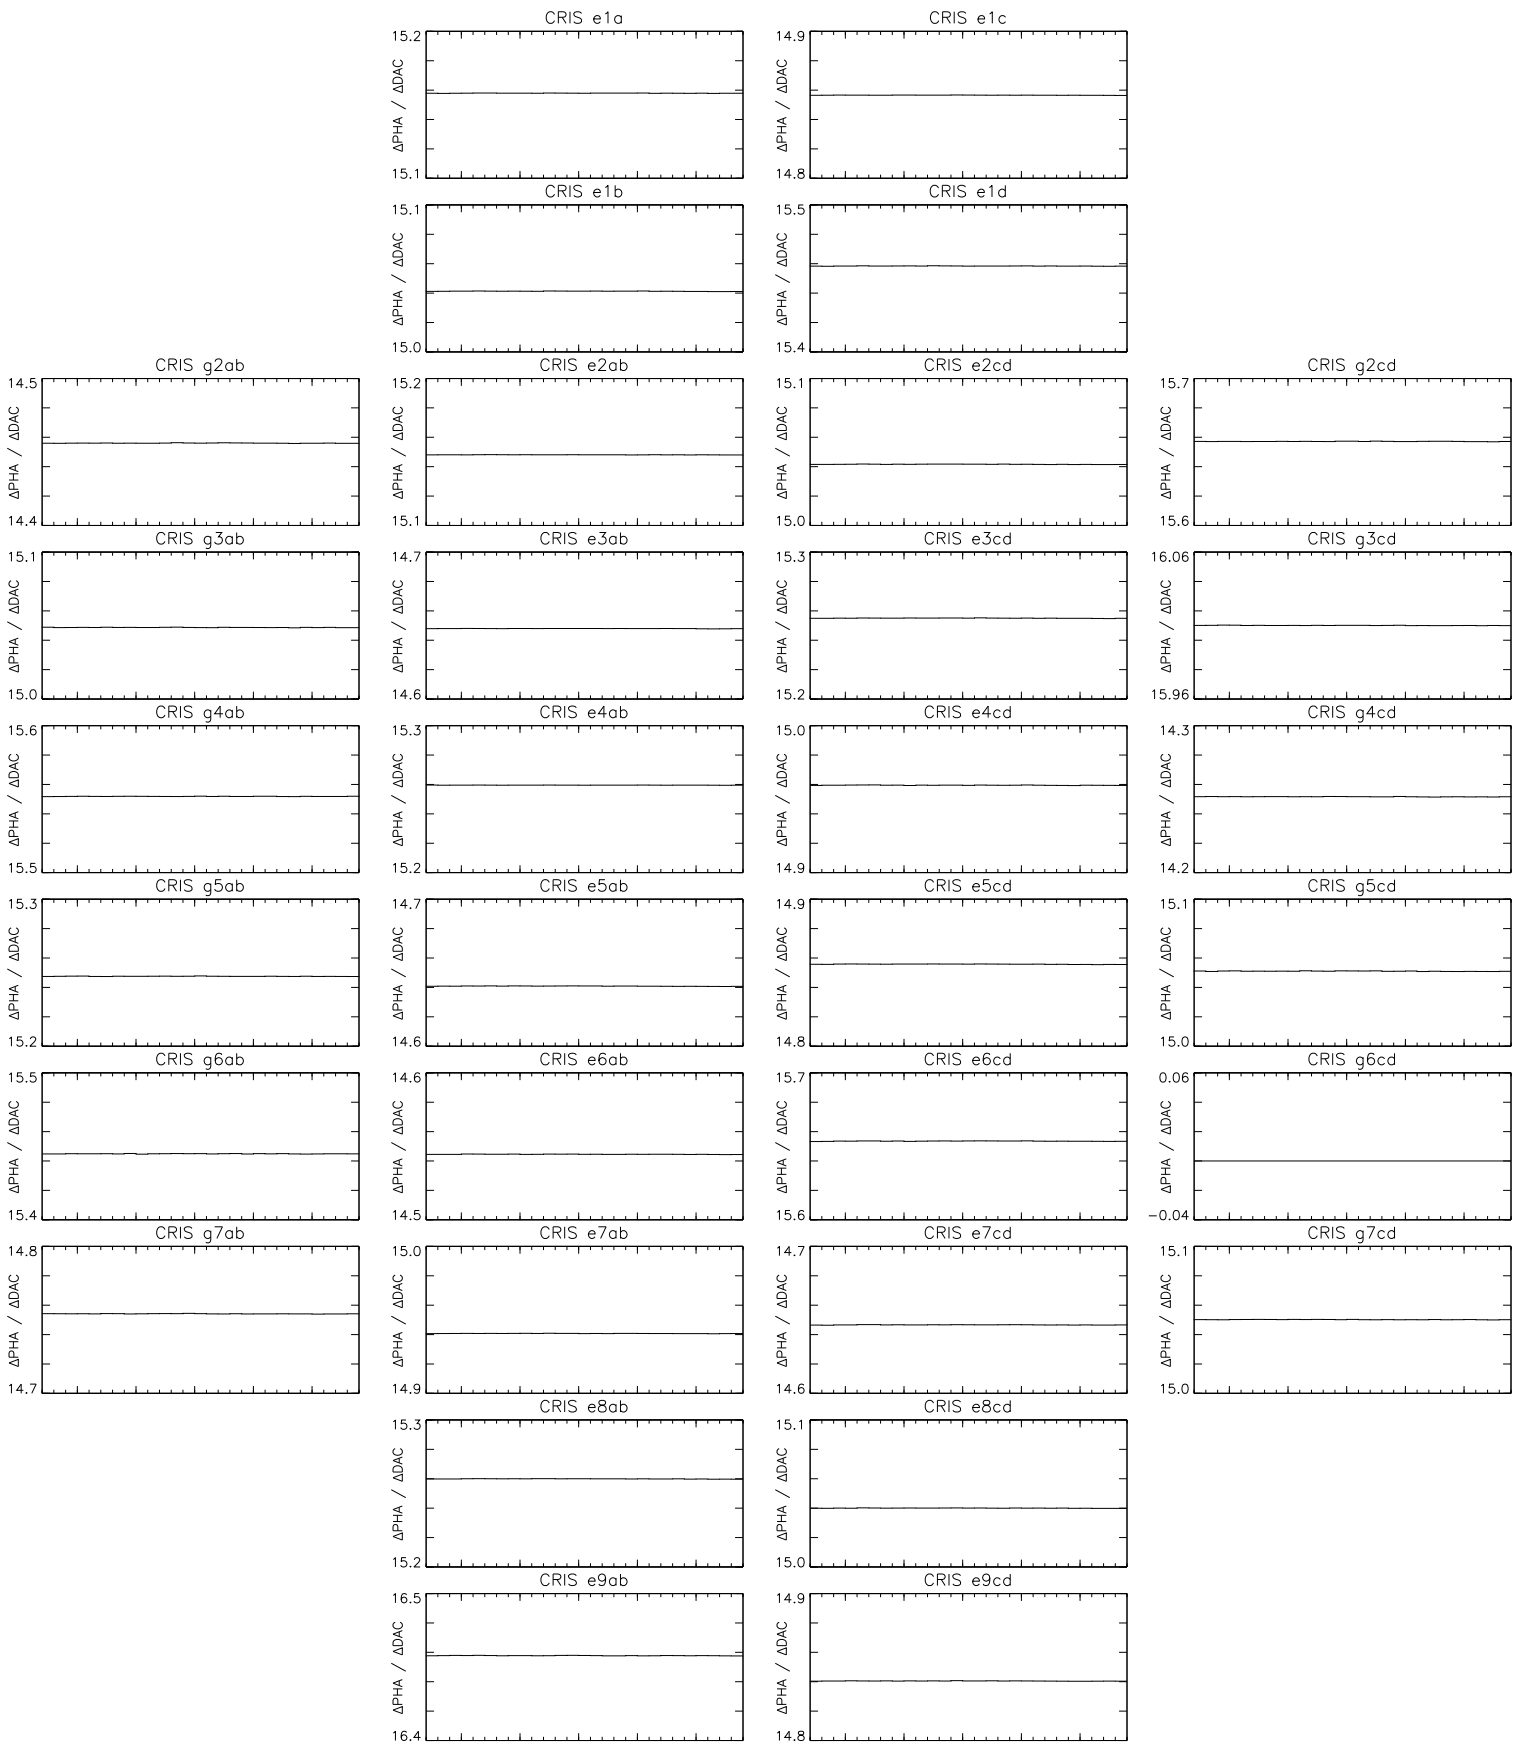 CRIS e1a
15.2
ΔPHA / ΔDAC
15.1
CRIS e1c
14.9
ΔPHA / ΔDAC
14.8
CRIS e1b
15.1
ΔPHA / ΔDAC
15.0
CRIS e1d
15.5
ΔPHA / ΔDAC
15.4
CRIS g2ab
14.5
ΔPHA / ΔDAC
14.4
CRIS e2ab
15.2
ΔPHA / ΔDAC
15.1
CRIS e2cd
15.1
ΔPHA / ΔDAC
15.0
CRIS g2cd
15.7
ΔPHA / ΔDAC
15.6
CRIS g3ab
15.1
ΔPHA / ΔDAC
15.0
CRIS e3ab
14.7
ΔPHA / ΔDAC
14.6
CRIS e3cd
15.3
ΔPHA / ΔDAC
15.2
CRIS g3cd
16.06
ΔPHA / ΔDAC
15.96
CRIS g4ab
15.6
ΔPHA / ΔDAC
15.5
CRIS e4ab
15.3
ΔPHA / ΔDAC
15.2
CRIS e4cd
15.0
ΔPHA / ΔDAC
14.9
CRIS g4cd
14.3
ΔPHA / ΔDAC
14.2
CRIS g5ab
15.3
ΔPHA / ΔDAC
15.2
CRIS e5ab
14.7
ΔPHA / ΔDAC
14.6
CRIS e5cd
14.9
ΔPHA / ΔDAC
14.8
CRIS g5cd
15.1
ΔPHA / ΔDAC
15.0
CRIS g6ab
15.5
ΔPHA / ΔDAC
15.4
CRIS e6ab
14.6
ΔPHA / ΔDAC
14.5
CRIS e6cd
15.7
ΔPHA / ΔDAC
15.6
CRIS g6cd
0.06
ΔPHA / ΔDAC
−0.04
CRIS g7ab
14.8
ΔPHA / ΔDAC
14.7
CRIS e7ab
15.0
ΔPHA / ΔDAC
14.9
CRIS e7cd
14.7
ΔPHA / ΔDAC
14.6
CRIS g7cd
15.1
ΔPHA / ΔDAC
15.0
CRIS e8ab
15.3
ΔPHA / ΔDAC
15.2
CRIS e8cd
15.1
ΔPHA / ΔDAC
15.0
CRIS e9ab
16.5
ΔPHA / ΔDAC
16.4
CRIS e9cd
14.9
ΔPHA / ΔDAC
14.8